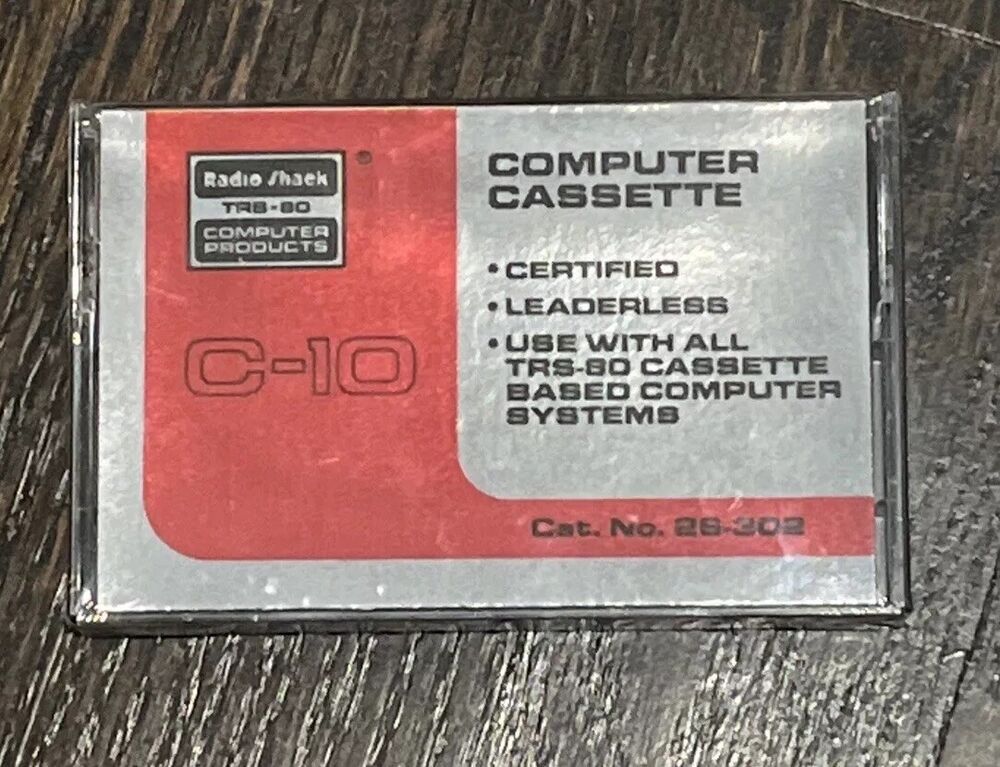 Radio Shack
TRS-80
COMPUTER
PRODUCTS
®
C-10
COMPUTER
CASSETTE
• CERTIFIED
• LEADERLESS
• USE WITH ALL
TRS-80 CASSETTE
BASED COMPUTER
SYSTEMS
Cat. No. 26-302